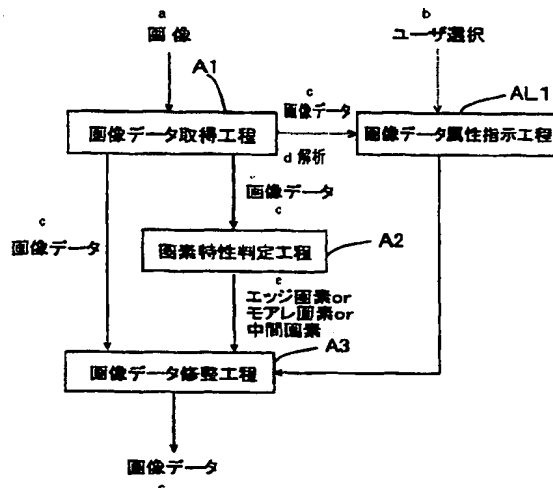 a
画像
b
ユーザ選択
A1
c
画像データ
AL1
画像データ取得工程
画像データ属性指示工程
d 解析
c
画像データ
画像データ
c
画素特性判定工程
A2
e
エッジ画素or
モアレ画素or
中間画素
A3
画像データ修整工程
画像データ
c